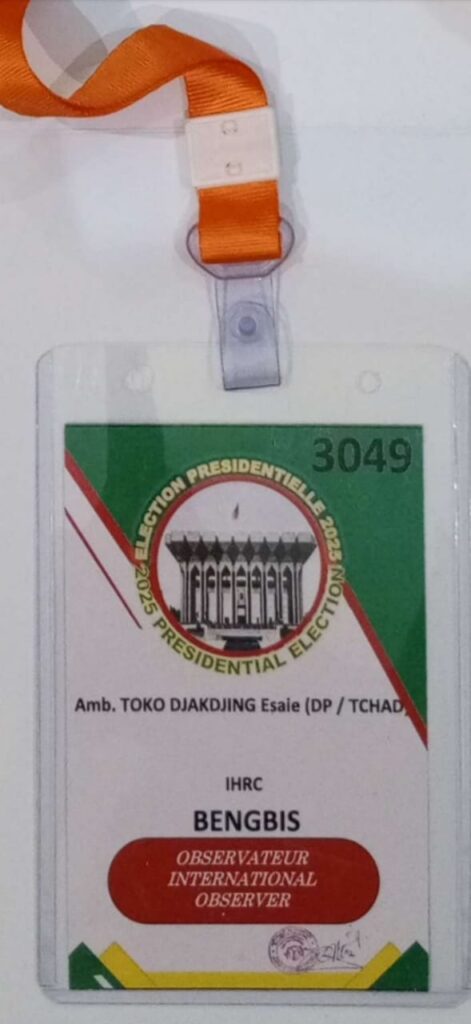 3049
ELECTION PRESIDENTIELLE 2025
2025 PRESIDENTIAL ELECTION
Amb. TOKO DJAKDJING Esaie (DP / TCHAD)
IHRC
BENGBIS
OBSERVATEUR
INTERNATIONAL
OBSERVER